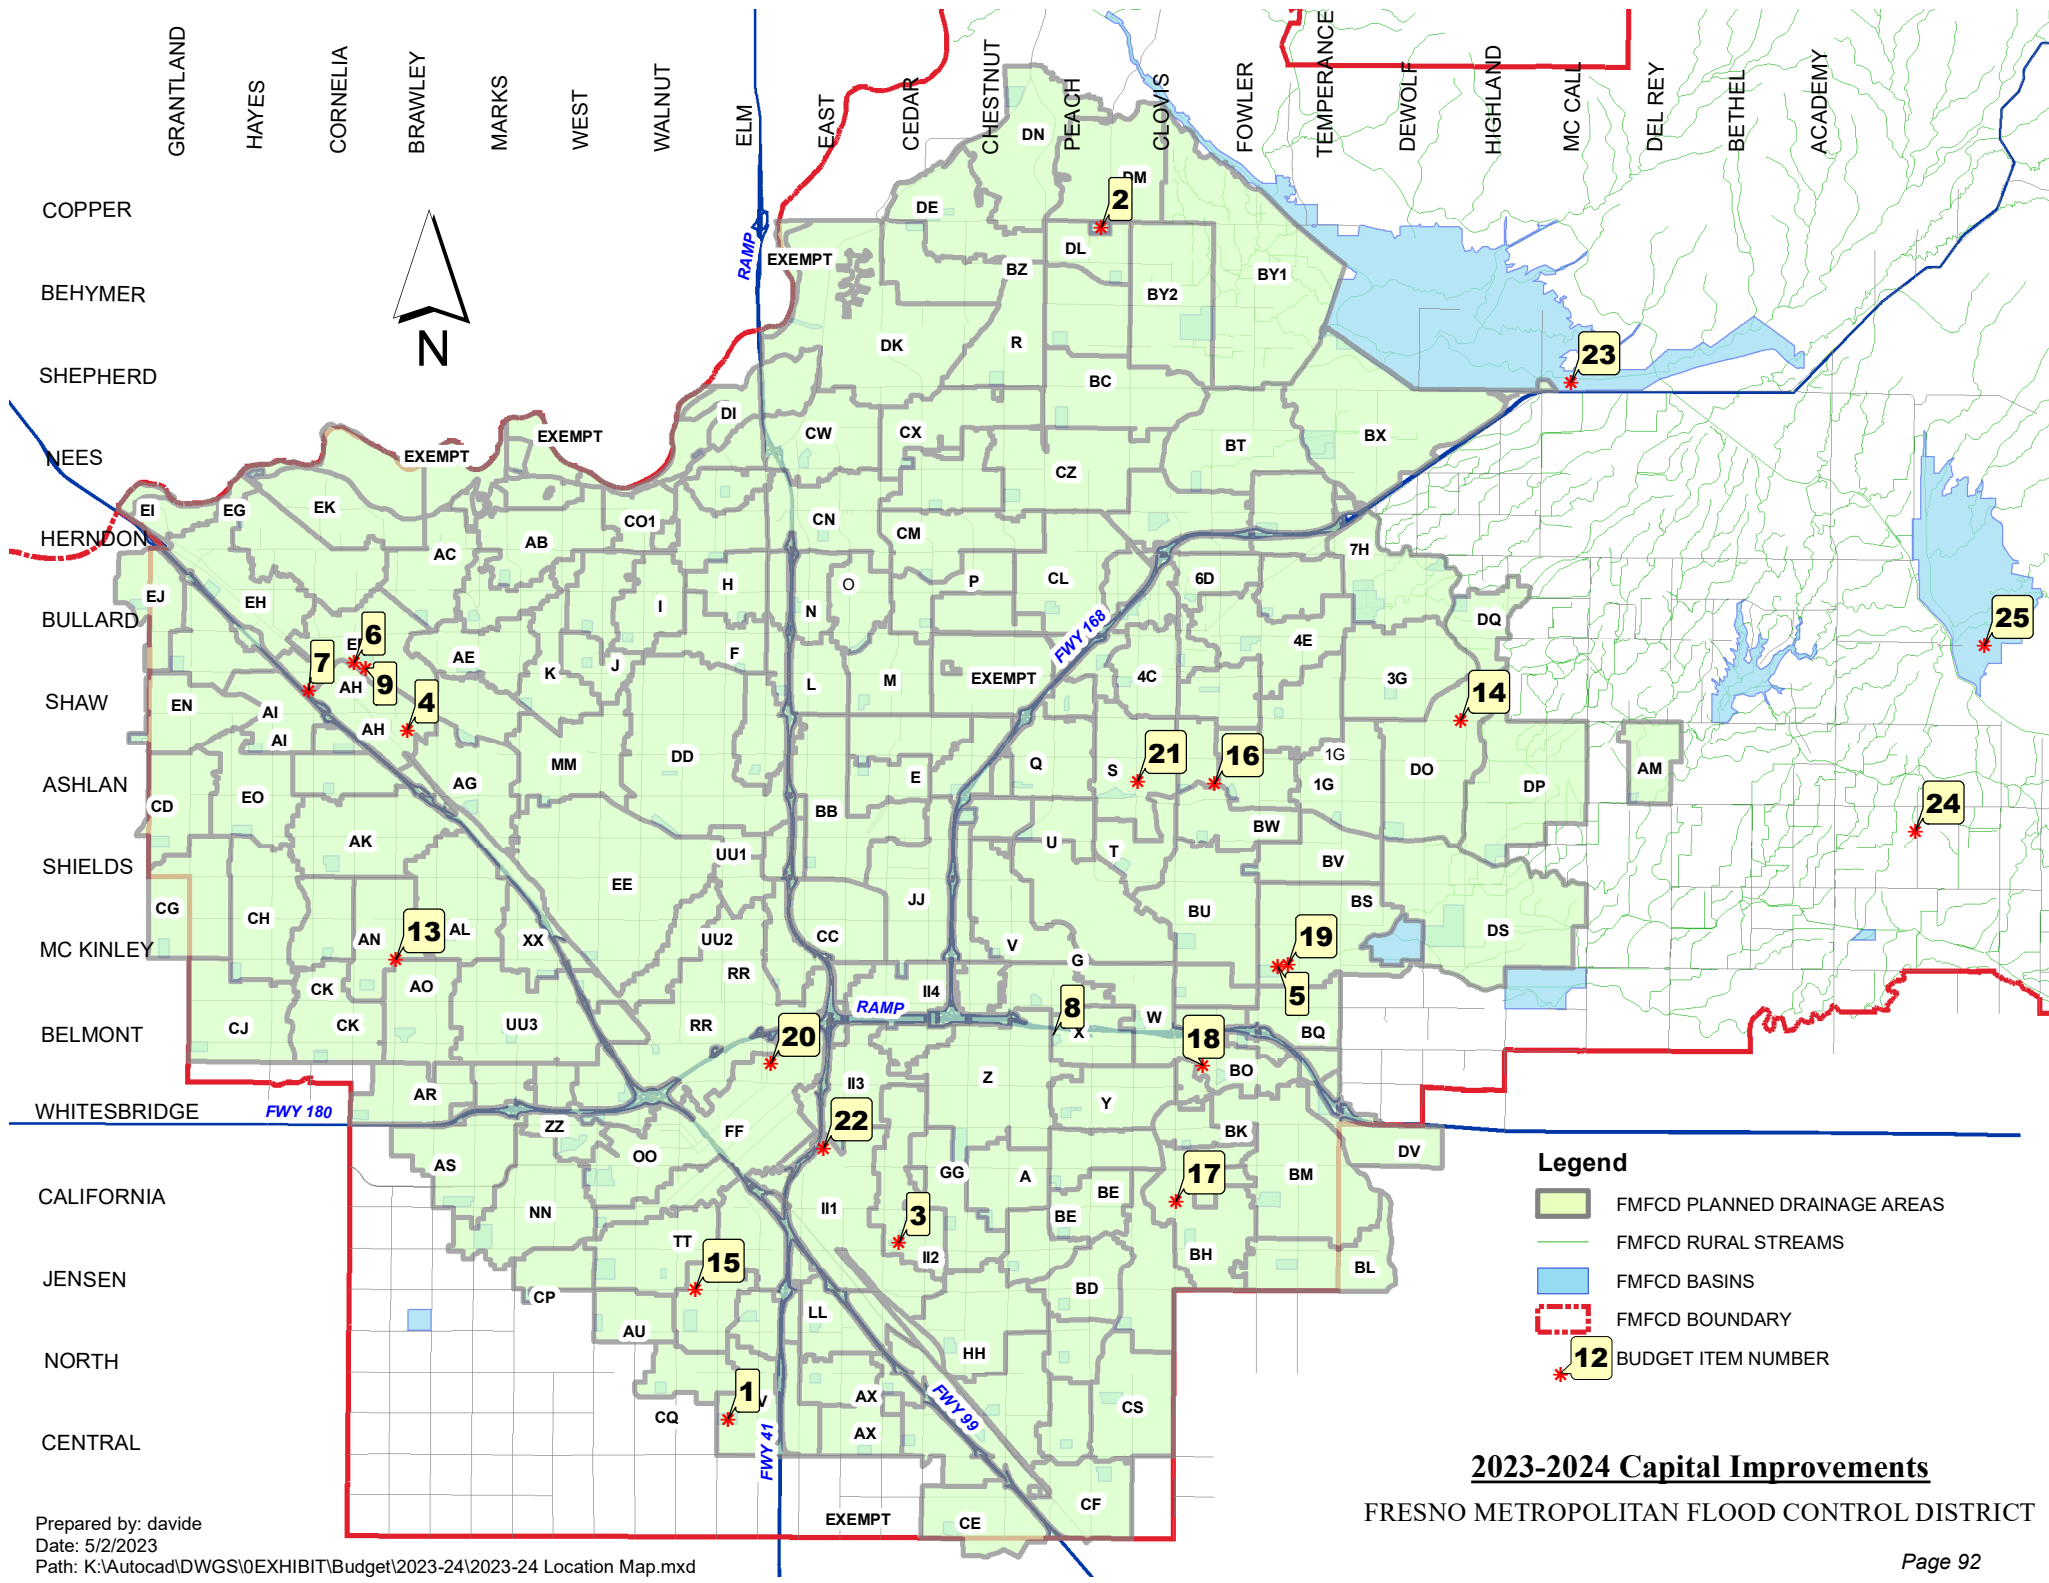 GRANTLAND
HAYES
CORNELIA
BRAWLEY
MARKS
WEST
WALNUT
ELM
EAST
CEDAR
CHESTNUT
PEACH
CLOVIS
FOWLER
TEMPERANCE
DEWOLF
HIGHLAND
MC CALL
DEL REY
BETHEL
ACADEMY
COPPER
BEHYMER
SHEPHERD
NEES
HERNDON
BULLARD
SHAW
ASHLAN
SHIELDS
MC KINLEY
BELMONT
WHITESBRIDGE
CALIFORNIA
JENSEN
NORTH
CENTRAL
N
DN
DM
2
DE
DL
RAMP
EXEMPT
BZ
BY1
BY2
DK
R
23
BC
DI
EXEMPT
EXEMPT
CW
CX
BT
BX
CZ
EI
EG
EK
CO1
CN
CM
AC
AB
7H
EJ
EH
I
H
O
P
CL
6D
N
DQ
25
FWY 168
6
7
9
AH
4
AE
K
J
F
L
M
EXEMPT
4C
4E
3G
14
EN
AI
AI
AH
AG
MM
DD
E
Q
S
21
16
1G
1G
DO
DP
AM
24
CD
EO
AK
BB
U
T
BW
BV
UU1
EE
CG
CH
13
AN
AL
XX
UU2
JJ
CC
V
G
BU
BS
19
5
DS
CK
CK
AO
CJ
UU3
RR
RR
II4
RAMP
8
X
W
18
BQ
BO
20
Z
II3
Y
AR
FWY 180
ZZ
FF
22
BK
DV
AS
OO
GG
A
BE
BE
17
BM
NN
II1
3
II2
BH
BL
TT
15
CP
BD
AU
LL
HH
1
CQ
AX
AX
CS
FWY 99
FWY 41
CF
CE
EXEMPT
Legend
FMFCD PLANNED DRAINAGE AREAS
FMFCD RURAL STREAMS
FMFCD BASINS
FMFCD BOUNDARY
12 BUDGET ITEM NUMBER
2023-2024 Capital Improvements
FRESNO METROPOLITAN FLOOD CONTROL DISTRICT
Prepared by: davide
Date: 5/2/2023
Path: K:\Autocad\DWGS\0EXHIBIT\Budget\2023-24\2023-24 Location Map.mxd
Page 92